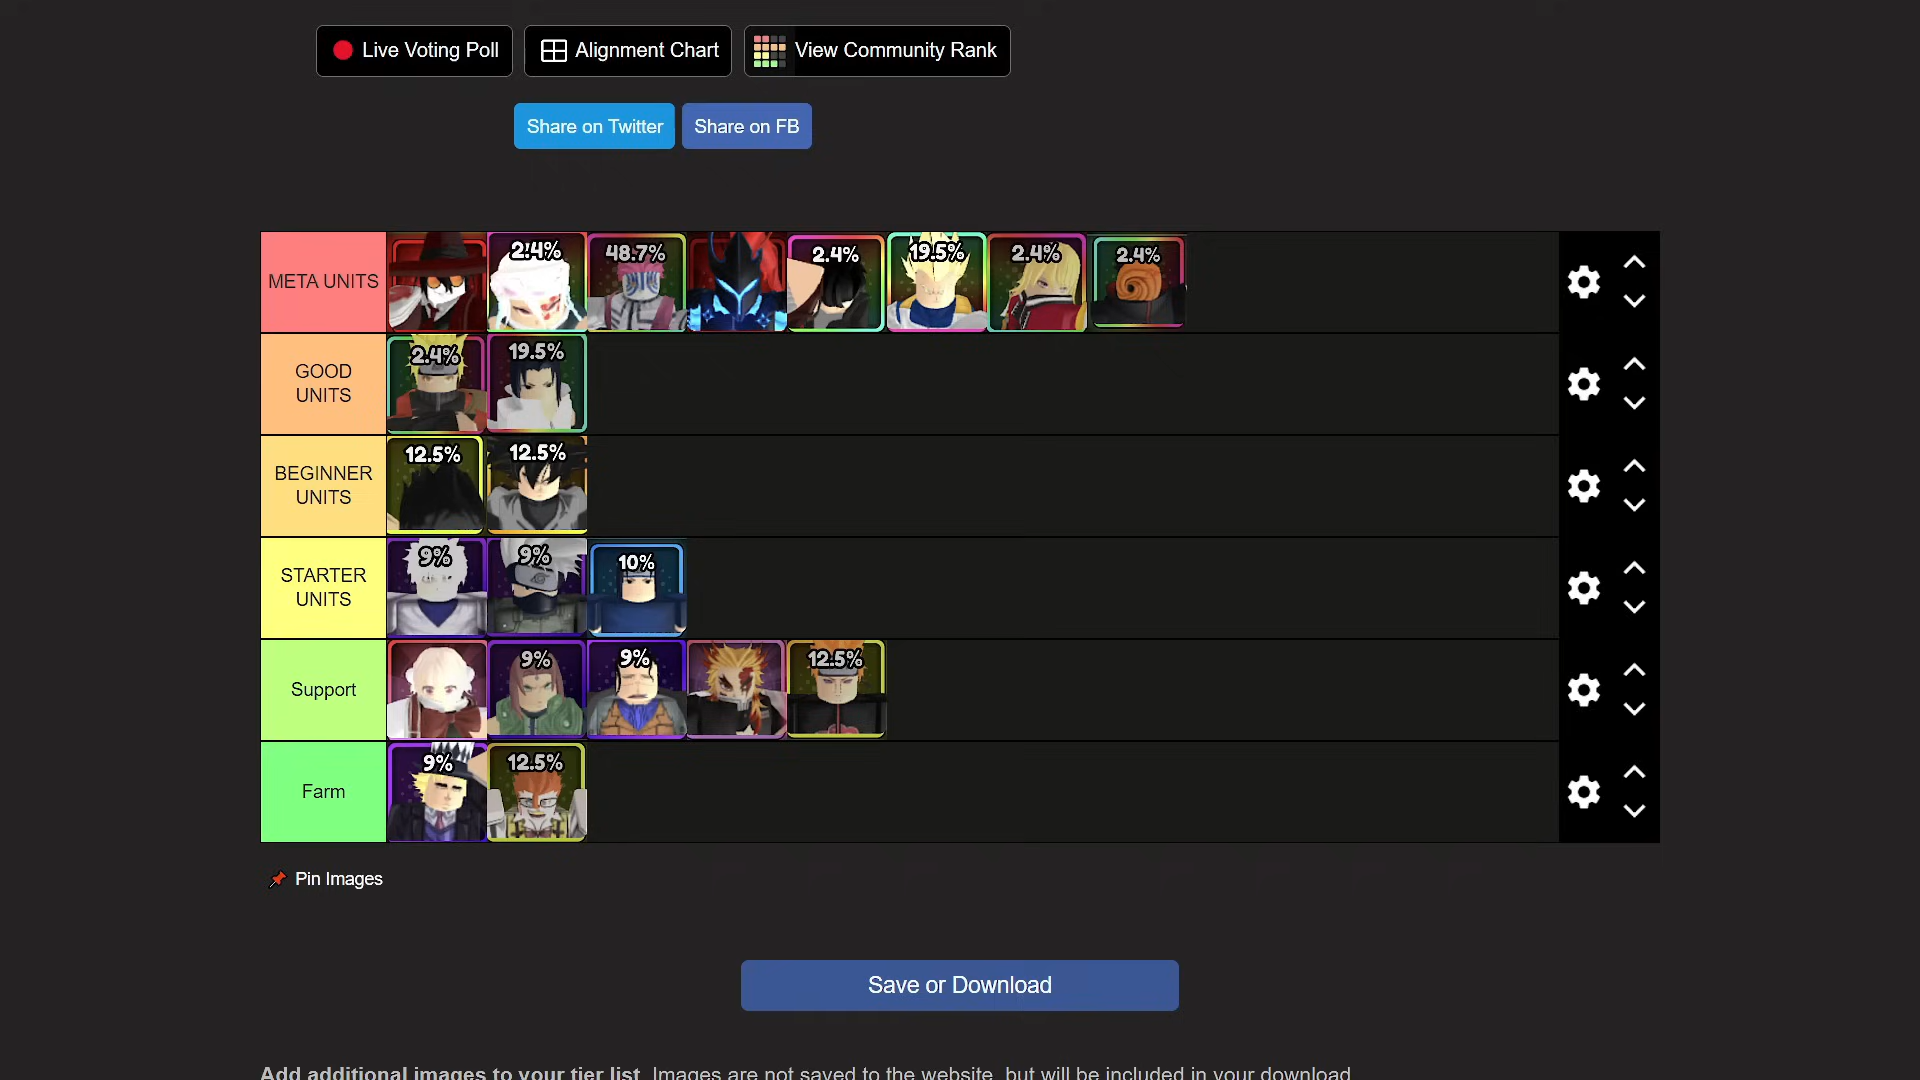 Live Voting Poll
Alignment Chart
View Community Rank
Share on Twitter
Share on FB
META UNITS
2.4%
48.7%
2.4%
19.5%
2.4%
2.4%
GOOD
UNITS
2.4%
19.5%
BEGINNER
UNITS
12.5%
12.5%
STARTER
UNITS
9%
9%
10%
Support
9%
9%
12.5%
Farm
9%
12.5%
Pin Images
Save or Download
Add additional images to your tier list. Images are not saved to the website, but will be included in your download.